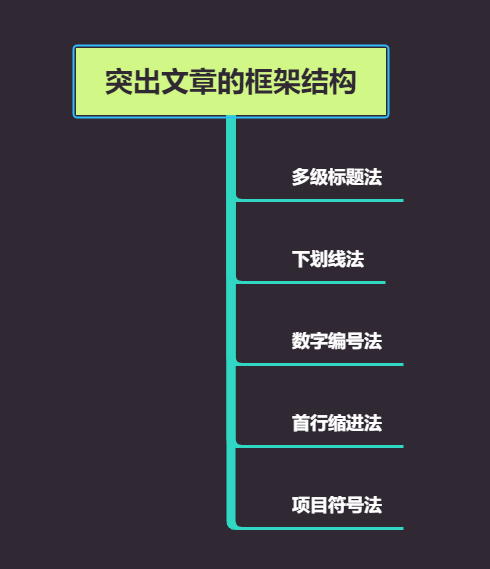 突出文章的框架结构
多级标题法
下划线法
数字编号法
首行缩进法
项目符号法